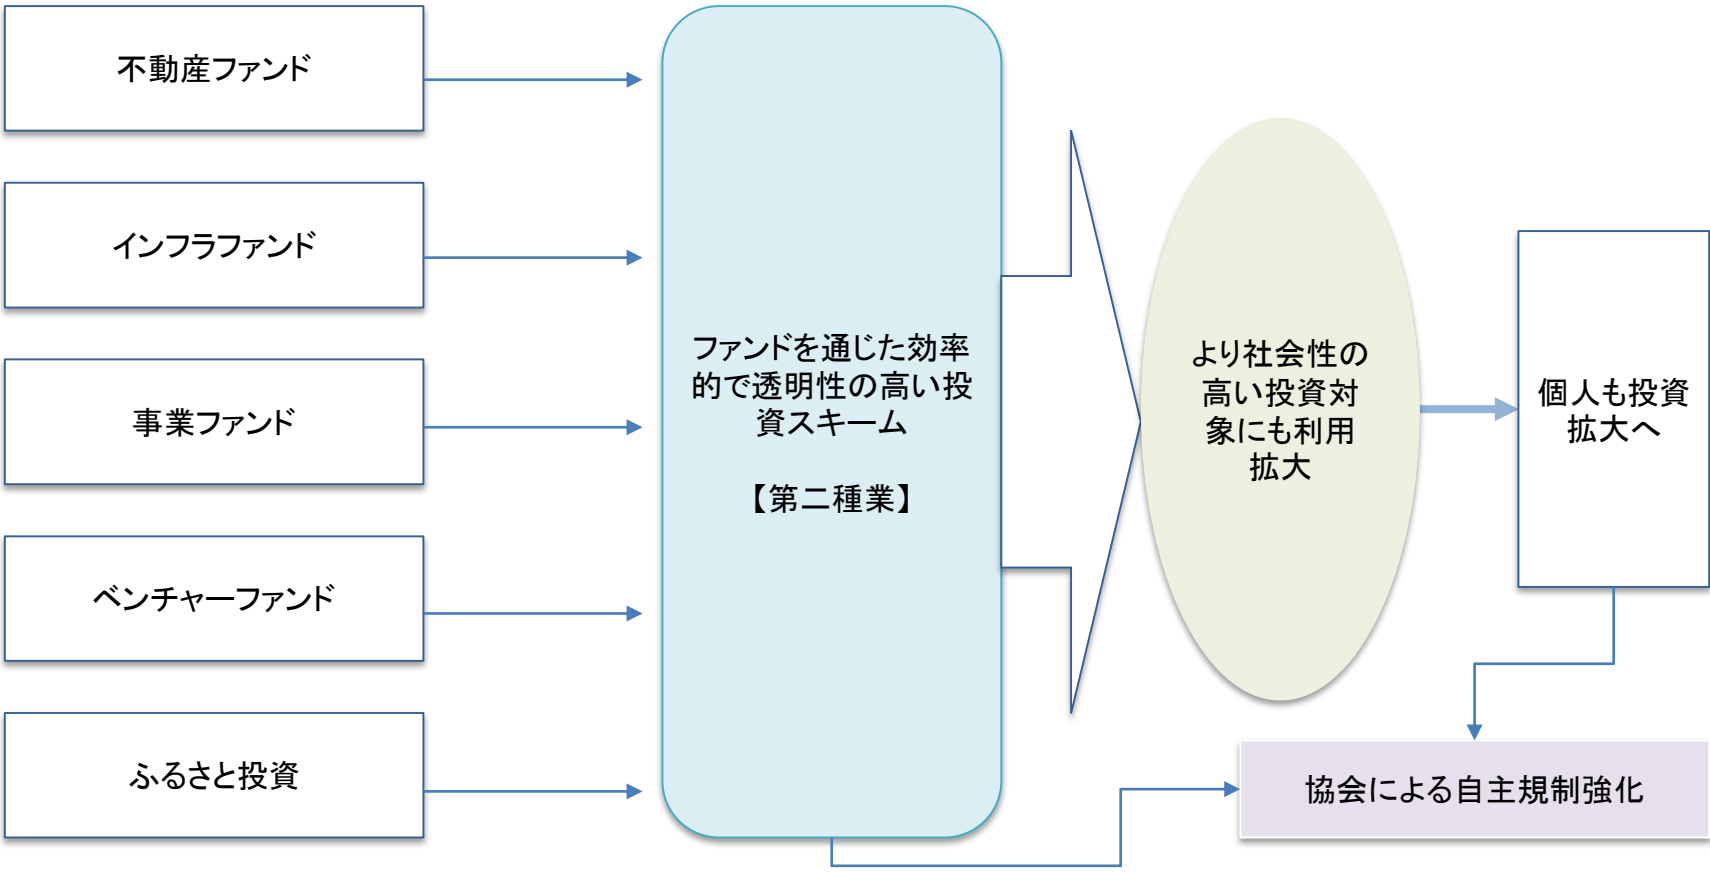 不動産ファンド
インフラファンド
事業ファンド
ベンチャーファンド
ふるさと投資
ファンドを通じた効率
的で透明性の高い投
資スキーム
【第二種業】
より社会性の
高い投資対
象にも利用
拡大
個人も投資
拡大へ
協会による自主規制強化